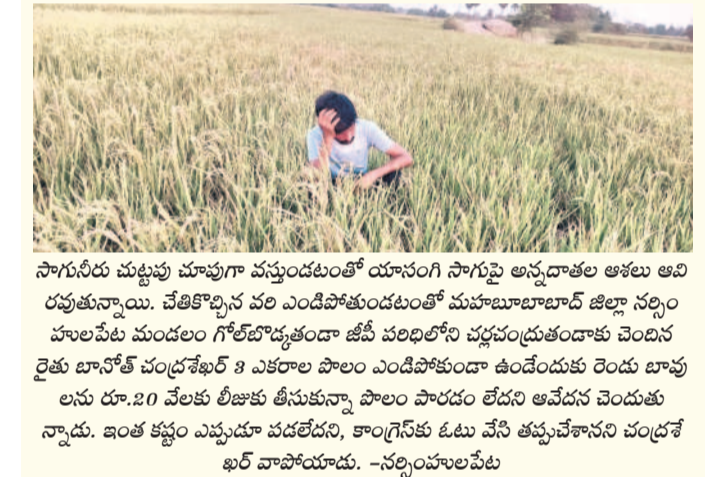 సాగునీరు చుట్టపు చూపుగా వస్తుండటంతో యాసంగి సాగుపై అన్నదాతల ఆశలు ఆవి
రవుతున్నాయి. చేతికొచ్చిన వరి ఎండిపోతుండటంతో మహబూబాబాద్ జిల్లా నర్సిం
హులపేట మండలం గోల్‌బొడ్కతండా జీపీ పరిధిలోని చర్లచంద్రుతండాకు చెందిన
రైతు బానోత్ చంద్రశేఖర్ 3 ఎకరాల పొలం ఎండిపోకుండా ఉండేందుకు రెండు బావు
లను రూ.20 వేలకు లీజుకు తీసుకున్నా పొలం పారడం లేదని ఆవేదన చెందుతు
న్నాడు. ఇంత కష్టం ఎప్పుడూ పడలేదని, కాంగ్రెస్‌కు ఓటు వేసి తప్పుచేశానని చంద్రశే
ఖర్ వాపోయాడు. -నర్సింహులపేట